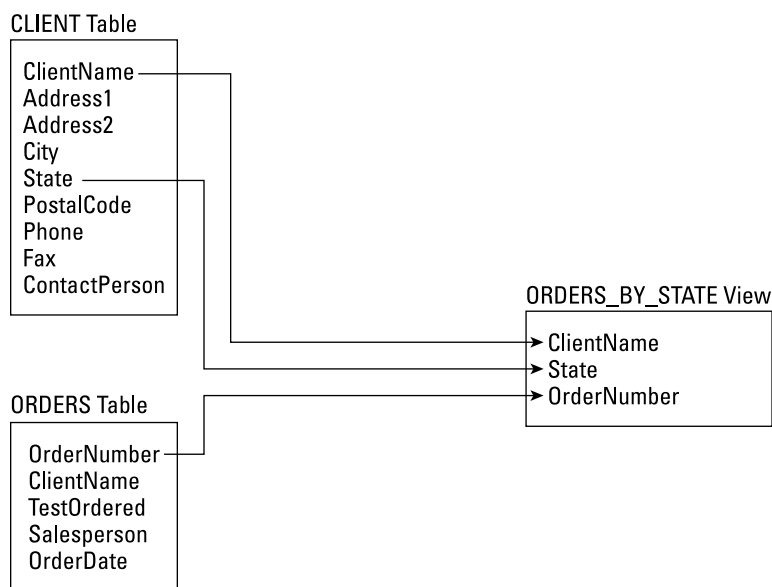 CLIENT Table
ClientName
Address1
Address2
City
State
PostalCode
Phone
Fax
ContactPerson
ORDERS_BY_STATE View
ClientName
State
OrderNumber
ORDERS Table
OrderNumber
ClientName
TestOrdered
Salesperson
OrderDate